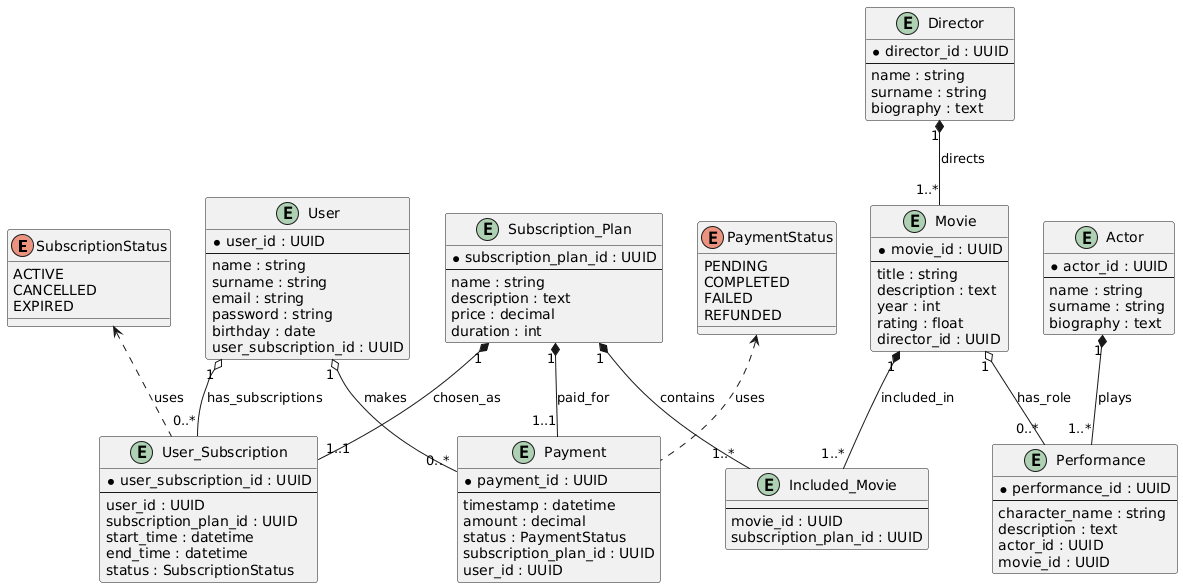 E Director
* director_id : UUID
name : string
surname : string
biography : text
1
directs
1..*
E SubscriptionStatus
ACTIVE
CANCELLED
EXPIRED
E User
* user_id : UUID
name : string
surname : string
email : string
password : string
birthday : date
user_subscription_id : UUID
E Subscription_Plan
* subscription_plan_id : UUID
name : string
description : text
price : decimal
duration : int
E PaymentStatus
PENDING
COMPLETED
FAILED
REFUNDED
E Movie
* movie_id : UUID
title : string
description : text
year : int
rating : float
director_id : UUID
E Actor
* actor_id : UUID
name : string
surname : string
biography : text
1 1 1 1 1 1 1 1
uses has_subscriptions makes chosen_as paid_for contains uses included_in has_role plays
0..* 1..1 0..* 1..1 1..* 1..* 0..* 1..*
E User_Subscription
* user_subscription_id : UUID
user_id : UUID
subscription_plan_id : UUID
start_time : datetime
end_time : datetime
status : SubscriptionStatus
E Payment
* payment_id : UUID
timestamp : datetime
amount : decimal
status : PaymentStatus
subscription_plan_id : UUID
user_id : UUID
E Included_Movie
movie_id : UUID
subscription_plan_id : UUID
E Performance
* performance_id : UUID
character_name : string
description : text
actor_id : UUID
movie_id : UUID